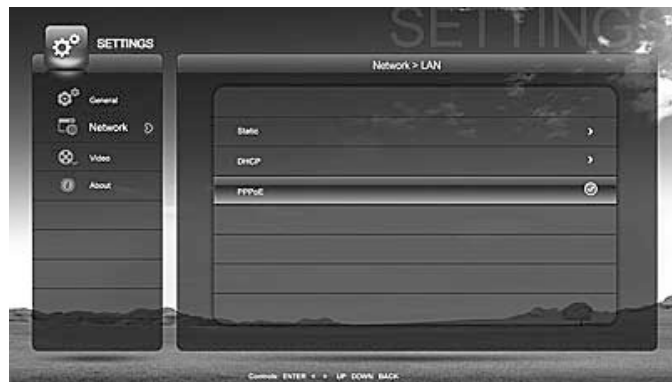 SETTINGS
SETTINGS
Network > LAN
General
Network
Video
About
Static
DHCP
PPPoE
Controls: ENTER < > UP DOWN BACK